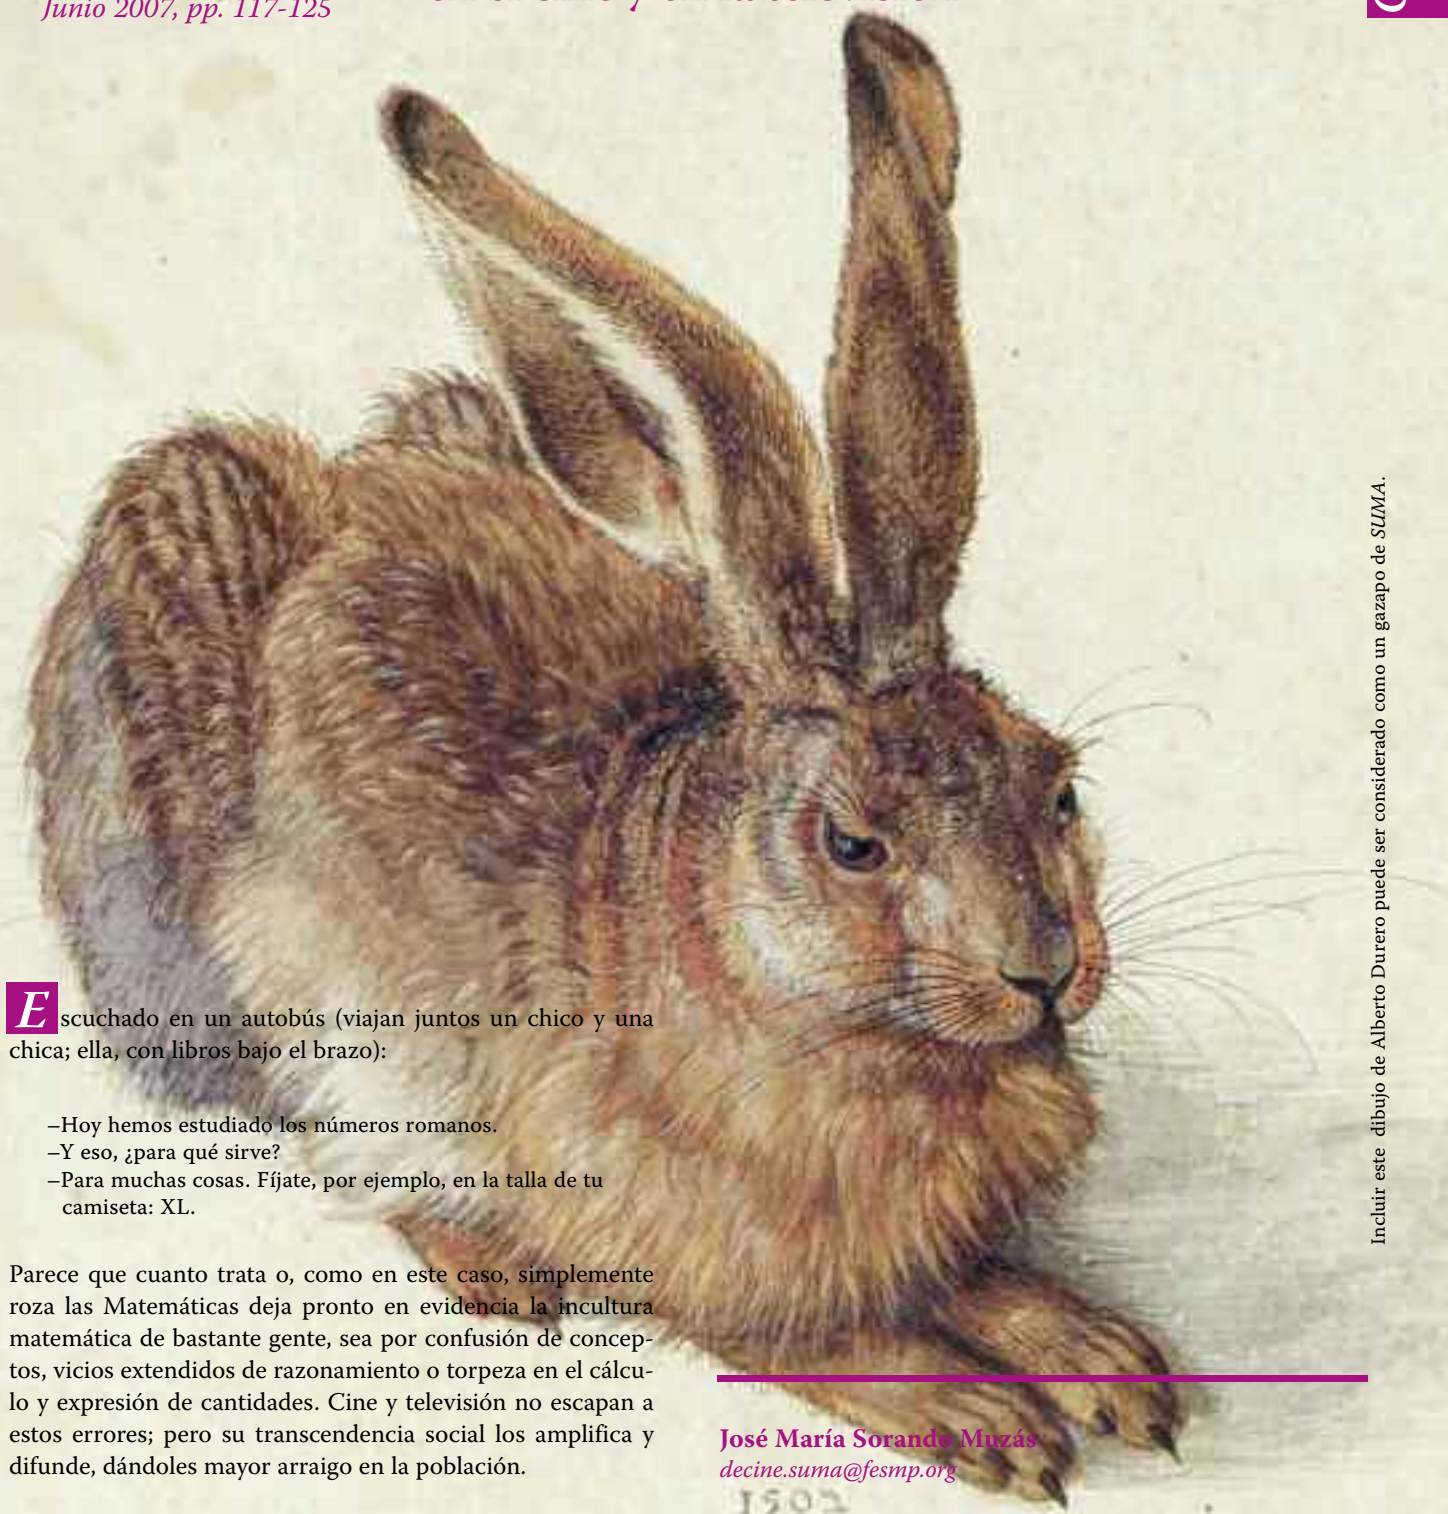 Junio 2007, pp. 117-125
Escuchado en un autobús (viajan juntos un chico y una
chica; ella, con libros bajo el brazo):
–Hoy hemos estudiado los números romanos.
–Y eso, ¿para qué sirve?
–Para muchas cosas. Fíjate, por ejemplo, en la talla de tu
camiseta: XL.
Parece que cuanto trata o, como en este caso, simplemente
roza las Matemáticas deja pronto en evidencia la incultura
matemática de bastante gente, sea por confusión de concep-
tos, vicios extendidos de razonamiento o torpeza en el cálcu-
lo y expresión de cantidades. Cine y televisión no escapan a
estos errores; pero su transcendencia social los amplifica y
difunde, dándoles mayor arraigo en la población.
José María Sorando Muzás
decine.suma@fesmp.org
1502
Incluir este dibujo de Alberto Durero puede ser considerado como un gazapo de SUMA.